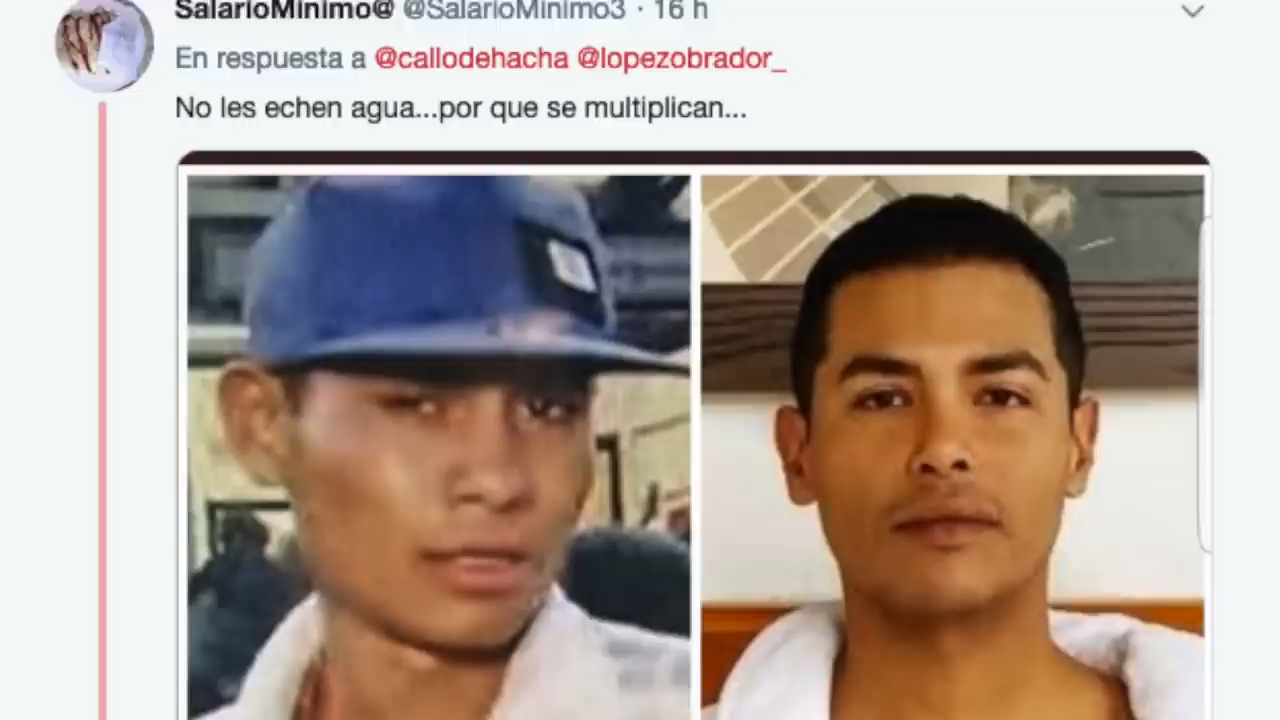 SalarioMinimo@ @SalarioMinimo3 · 16 h
En respuesta a @callodehacha @lopezobrador_
No les echen agua...por que se multiplican...